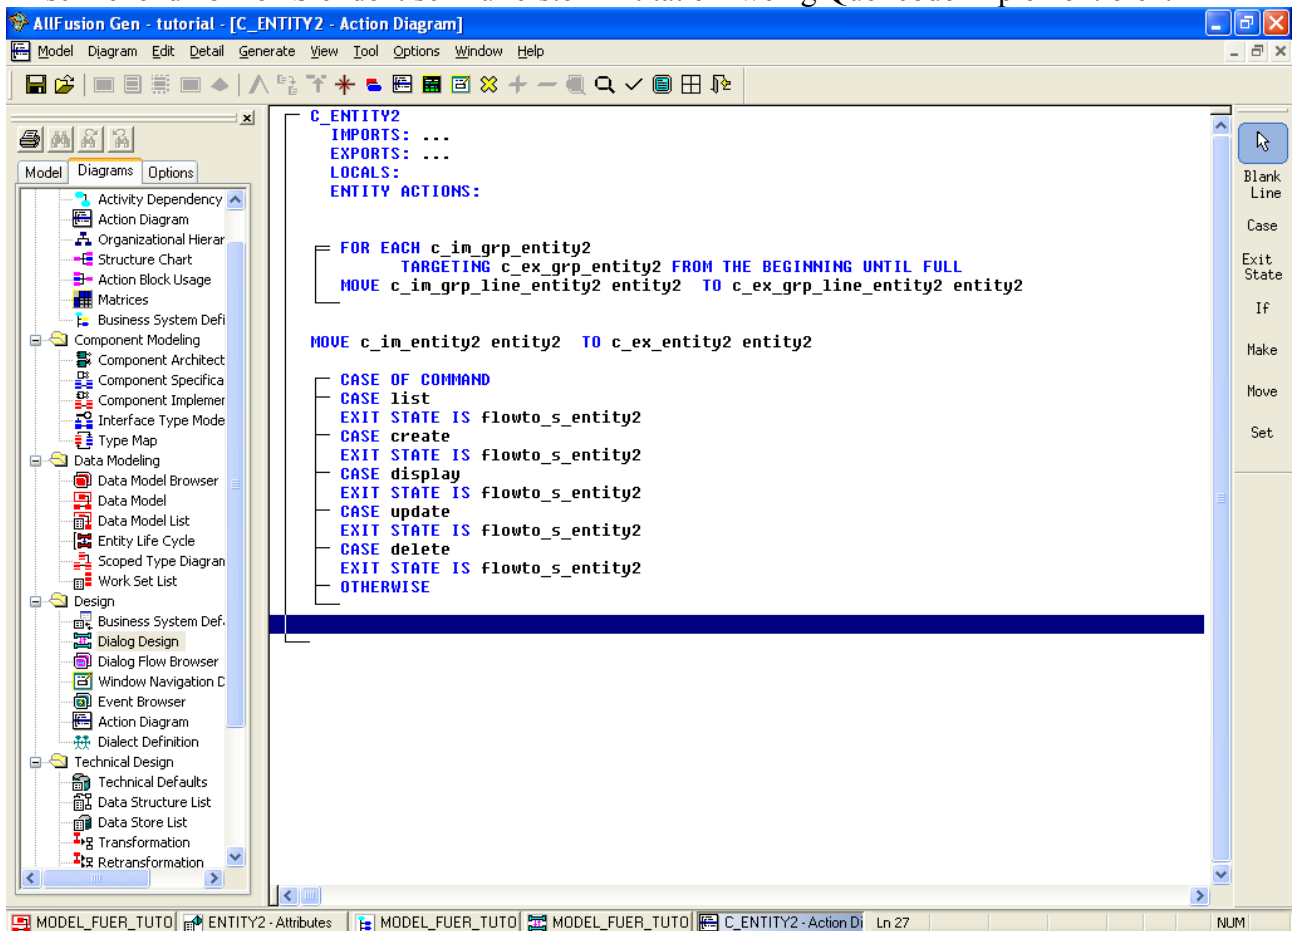 AllFusion Gen - tutorial - [C_ENTITY2 - Action Diagram]
Model Diagram Edit Detail Generate View Tool Options Window Help
Model Diagrams Options
Activity Dependency
Action Diagram
Organizational Hierar
Structure Chart
Action Block Usage
Matrices
Business System Defi
Component Modeling
Component Architect
Component Specifica
Component Implemer
Interface Type Mode
Type Map
Data Modeling
Data Model Browser
Data Model
Data Model List
Entity Life Cycle
Scoped Type Diagran
Work Set List
Design
Business System Def
Dialog Design
Dialog Flow Browser
Window Navigation D
Event Browser
Action Diagram
Dialect Definition
Technical Design
Technical Defaults
Data Structure List
Data Store List
Transformation
Retransformation
C_ENTITY2
IMPORTS: ...
EXPORTS: ...
LOCALS:
ENTITY ACTIONS:
FOR EACH c_im_grp_entity2
TARGETING c_ex_grp_entity2 FROM THE BEGINNING UNTIL FULL
MOVE c_im_grp_line_entity2 entity2 TO c_ex_grp_line_entity2 entity2
MOVE c_im_entity2 entity2 TO c_ex_entity2 entity2
CASE OF COMMAND
CASE list
EXIT STATE IS flowto_s_entity2
CASE create
EXIT STATE IS flowto_s_entity2
CASE display
EXIT STATE IS flowto_s_entity2
CASE update
EXIT STATE IS flowto_s_entity2
CASE delete
EXIT STATE IS flowto_s_entity2
OTHERWISE
Blank
Line
Case
Exit
State
If
Make
Move
Set
MODEL_FUER_TUTO ENTITY2 - Attributes MODEL_FUER_TUTO MODEL_FUER_TUTO C_ENTITY2 - Action Di Ln 27 NUM